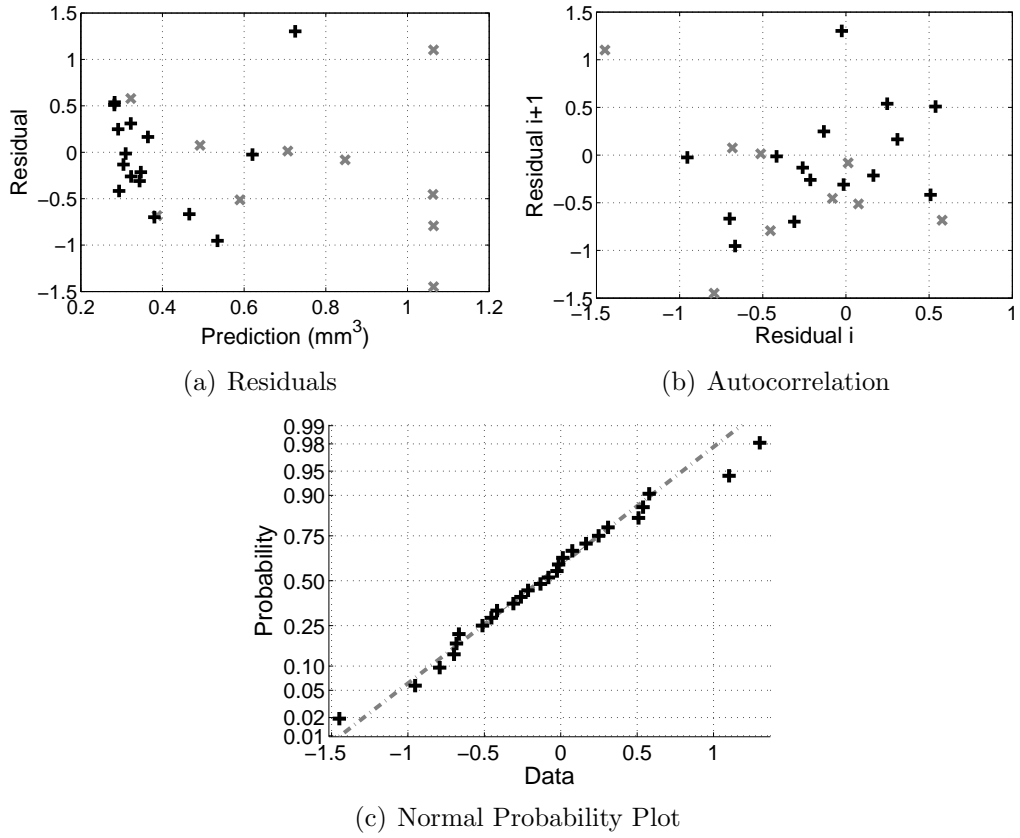 1.5
1
0.5
0
−0.5
−1
−1.5
Residual
0.2 0.4 0.6 0.8 1 1.2
Prediction (mm³)
(a) Residuals
1.5
1
0.5
0
−0.5
−1
−1.5
Residual i+1
−1.5 −1 −0.5 0 0.5 1
Residual i
(b) Autocorrelation
0.99
0.98
0.95
0.90
0.75
0.50
0.25
0.10
0.05
0.02
0.01
Probability
−1.5 −1 −0.5 0 0.5 1
Data
(c) Normal Probability Plot